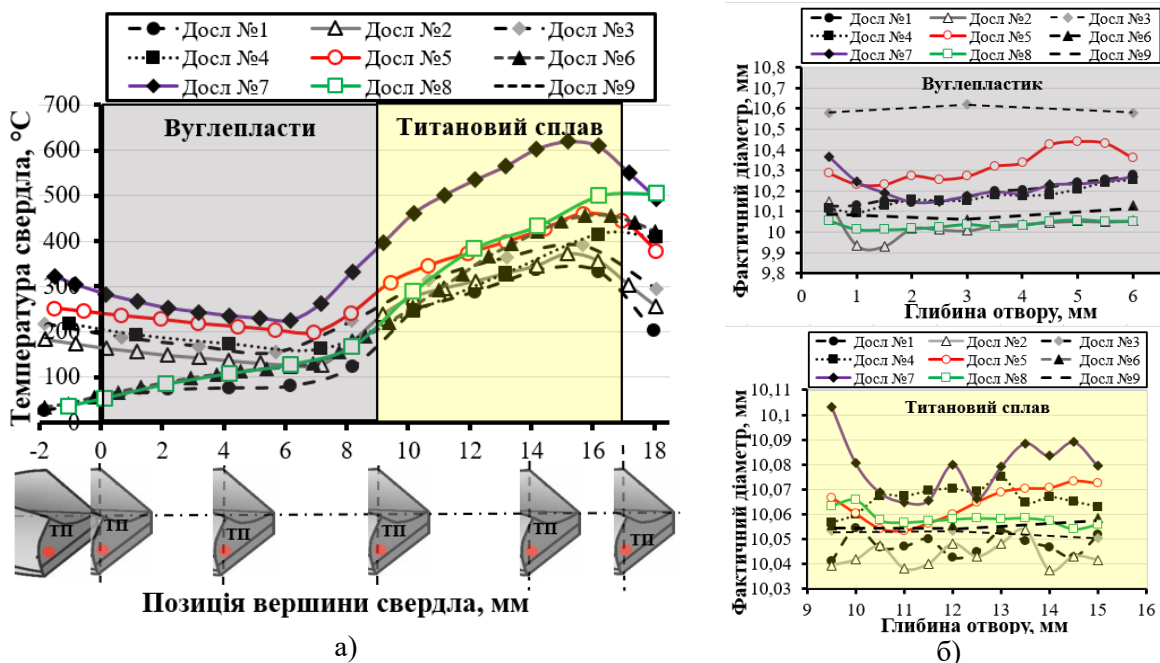 Досл №1 Досл №2 Досл №3
Досл №4 Досл №5 Досл №6
Досл №7 Досл №8 Досл №9
Температура свердла, °C
700
600
500
400
300
200
100
0
Вуглепласти
Титановий сплав
-2 0 2 4 6 8 10 12 14 16 18
ТП ТП ТП ТП ТП ТП
Позиція вершини свердла, мм
а)
Досл №1 Досл №2 Досл №3
Досл №4 Досл №5 Досл №6
Досл №7 Досл №8 Досл №9
Фактичний діаметр, мм
10,8
10,7
10,6
10,5
10,4
10,3
10,2
10,1
10
9,9
9,8
Вуглепластик
0 1 2 3 4 5 6
Глибина отвору, мм
Досл №1 Досл №2 Досл №3
Досл №4 Досл №5 Досл №6
Досл №7 Досл №8 Досл №9
Фактичний діаметр, мм
10,11
10,1
10,09
10,08
10,07
10,06
10,05
10,04
10,03
Титановий сплав
9 10 11 12 13 14 15 16
Глибина отвору, мм
б)